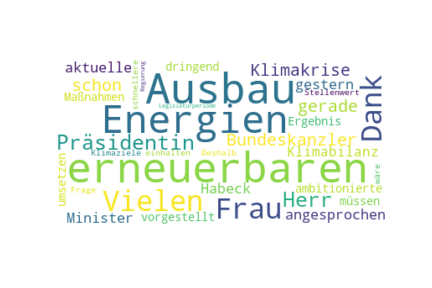 aktuelle
dringend
Klimakrise
schon
Ausbau
gestern
Maßnahmen
schnellere
Regierung
Stellenwert
Legislaturperiode
gerade
Dank
Energien
Ergebnis
Präsidentin
Bundeskanzler
Klimaziele
einhalten
Deshalb
Klimabilanz
umsetzen
erneuerbaren
wäre
Frage
Vielen
Habeck
ambitionierte
Frau
Herr
müssen
Minister
vorgestellt
angesprochen